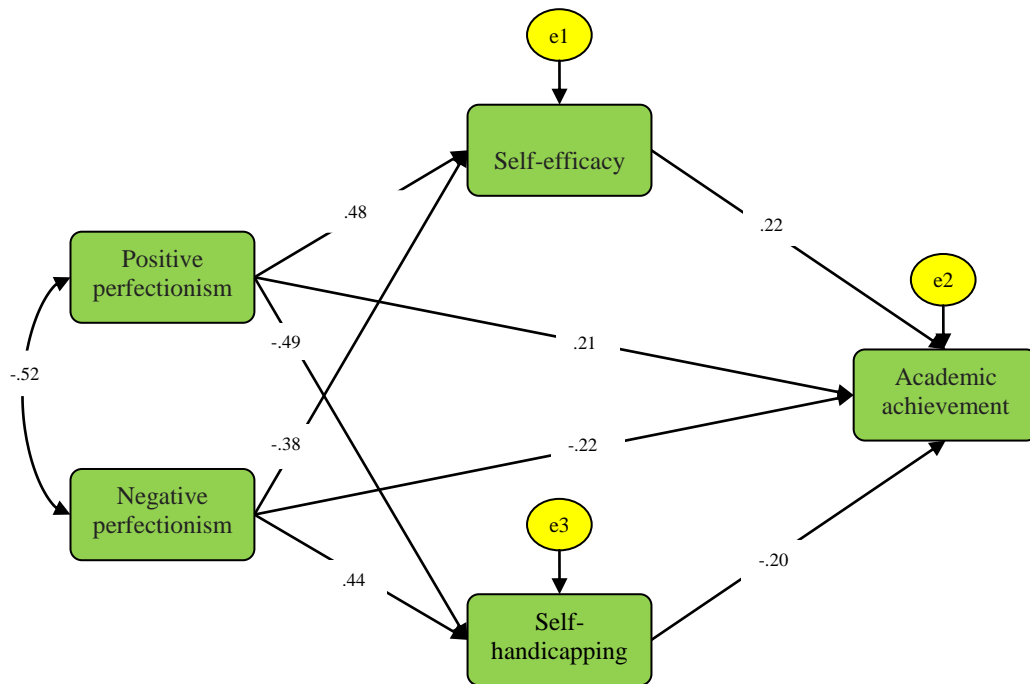 e1
Self-efficacy
.48
.22
Positive
perfectionism
e2
-.49
.21
-.52
Academic
achievement
-.38
-.22
Negative
perfectionism
e3
.44
-.20
Self-
handicapping